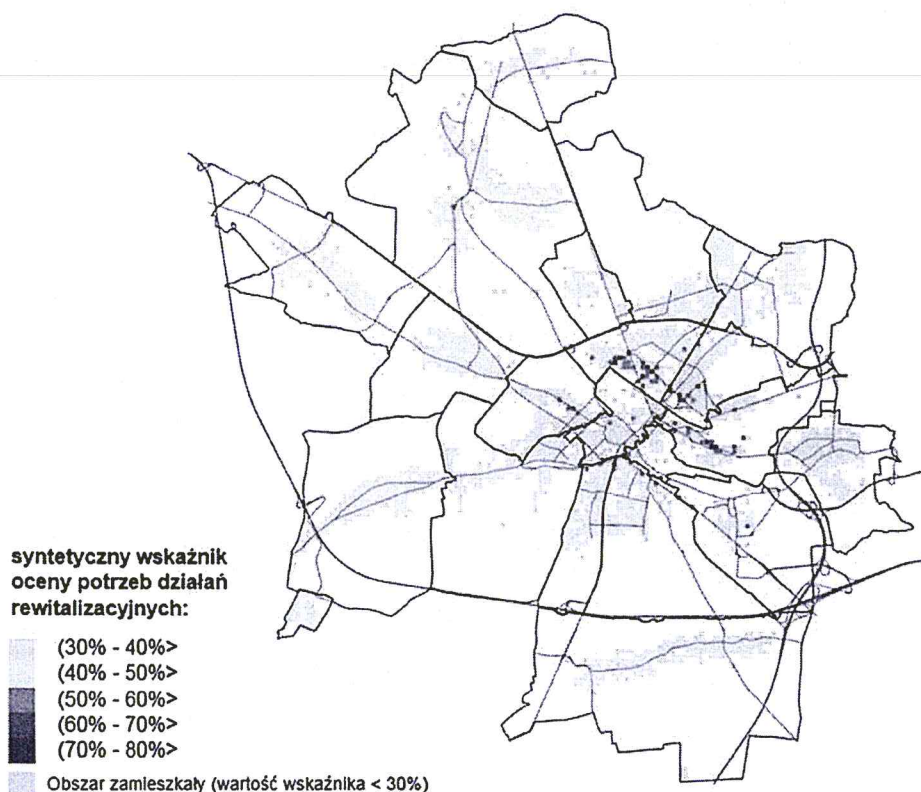 syntetyczny wskaźnik
oceny potrzeb działań
rewitalizacyjnych:
(30% - 40%>
(40% - 50%>
(50% - 60%>
(60% - 70%>
(70% - 80%>
Obszar zamieszkały (wartość wskaźnika < 30%)